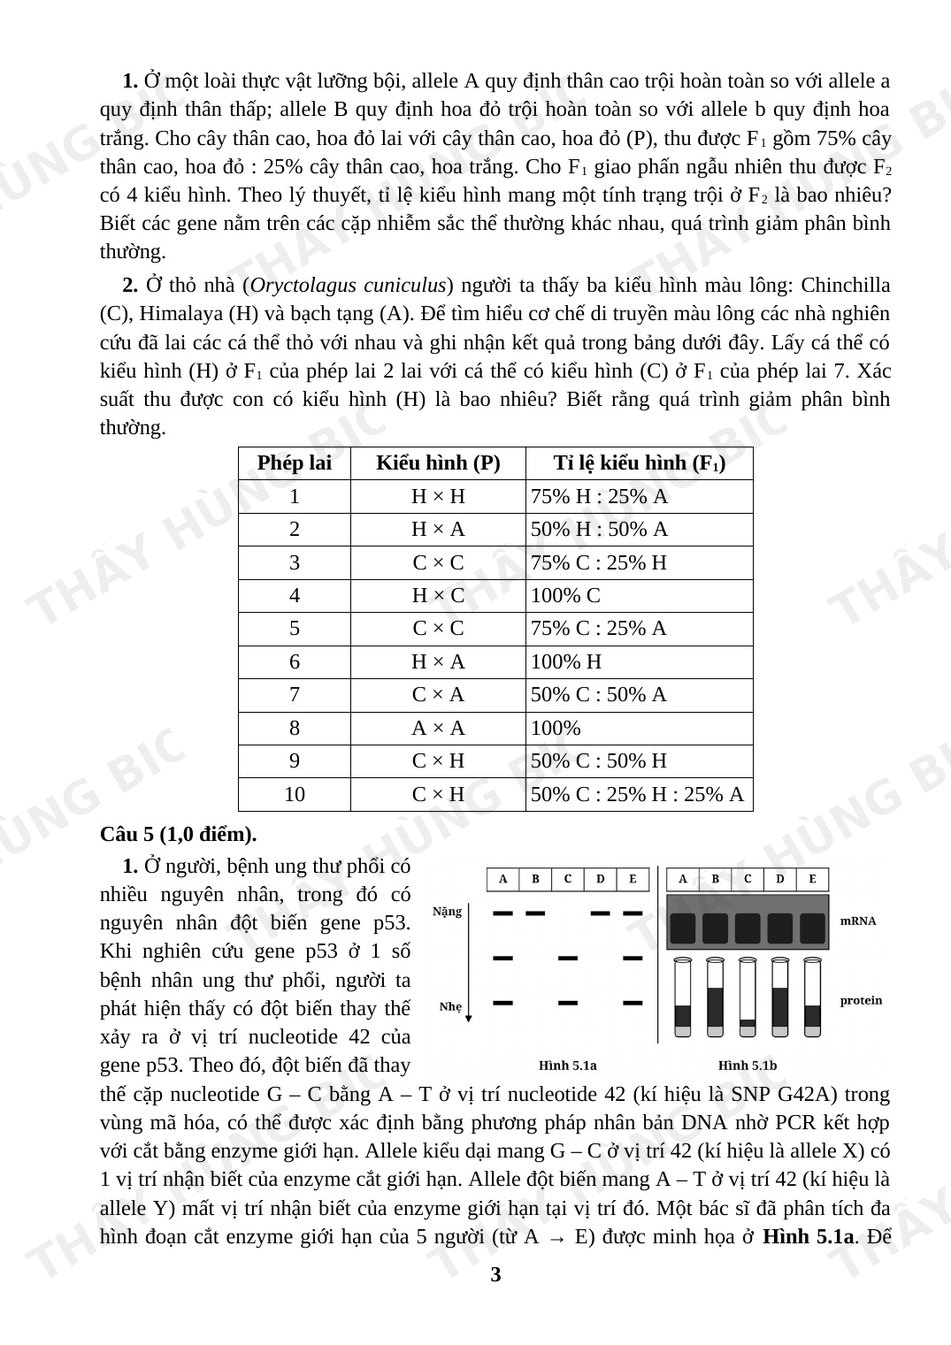 1. Ở một loài thực vật lưỡng bội, allele A quy định thân cao trội hoàn toàn so với allele a
quy định thân thấp; allele B quy định hoa đỏ trội hoàn toàn so với allele b quy định hoa
trắng. Cho cây thân cao, hoa đỏ lai với cây thân cao, hoa đỏ (P), thu được F1 gồm 75% cây
thân cao, hoa đỏ : 25% cây thân cao, hoa trắng. Cho F1 giao phấn ngẫu nhiên thu được F2
có 4 kiểu hình. Theo lý thuyết, tỉ lệ kiểu hình mang một tính trạng trội ở F2 là bao nhiêu?
Biết các gene nằm trên các cặp nhiễm sắc thể thường khác nhau, quá trình giảm phân bình
thường.
2. Ở thỏ nhà (Oryctolagus cuniculus) người ta thấy ba kiểu hình màu lông: Chinchilla
(C), Himalaya (H) và bạch tạng (A). Để tìm hiểu cơ chế di truyền màu lông các nhà nghiên
cứu đã lai các cá thể thỏ với nhau và ghi nhận kết quả trong bảng dưới đây. Lấy cá thể có
kiểu hình (H) ở F1 của phép lai 2 lai với cá thể có kiểu hình (C) ở F1 của phép lai 7. Xác
suất thu được con có kiểu hình (H) là bao nhiêu? Biết rằng quá trình giảm phân bình
thường.
Phép lai Kiểu hình (P) Tỉ lệ kiểu hình (F1)
1 H × H 75% H : 25% A
2 H × A 50% H : 50% A
3 C × C 75% C : 25% H
4 H × C 100% C
5 C × C 75% C : 25% A
6 H × A 100% H
7 C × A 50% C : 50% A
8 A × A 100%
9 C × H 50% C : 50% H
10 C × H 50% C : 25% H : 25% A
Câu 5 (1,0 điểm).
1. Ở người, bệnh ung thư phổi có
nhiều nguyên nhân, trong đó có
nguyên nhân đột biến gene p53.
Khi nghiên cứu gene p53 ở 1 số
bệnh nhân ung thư phổi, người ta
phát hiện thấy có đột biến thay thế
xảy ra ở vị trí nucleotide 42 của
gene p53. Theo đó, đột biến đã thay
A B C D E A B C D E
Nặng
mRNA
Nhẹ
protein
Hình 5.1a Hình 5.1b
thế cặp nucleotide G – C bằng A – T ở vị trí nucleotide 42 (kí hiệu là SNP G42A) trong
vùng mã hóa, có thể được xác định bằng phương pháp nhân bản DNA nhờ PCR kết hợp
với cắt bằng enzyme giới hạn. Allele kiểu dại mang G – C ở vị trí 42 (kí hiệu là allele X) có
1 vị trí nhận biết của enzyme cắt giới hạn. Allele đột biến mang A – T ở vị trí 42 (kí hiệu là
allele Y) mất vị trí nhận biết của enzyme giới hạn tại vị trí đó. Một bác sĩ đã phân tích đa
hình đoạn cắt enzyme giới hạn của 5 người (từ A → E) được minh họa ở Hình 5.1a. Để
3
THẦY HÙNG BIC